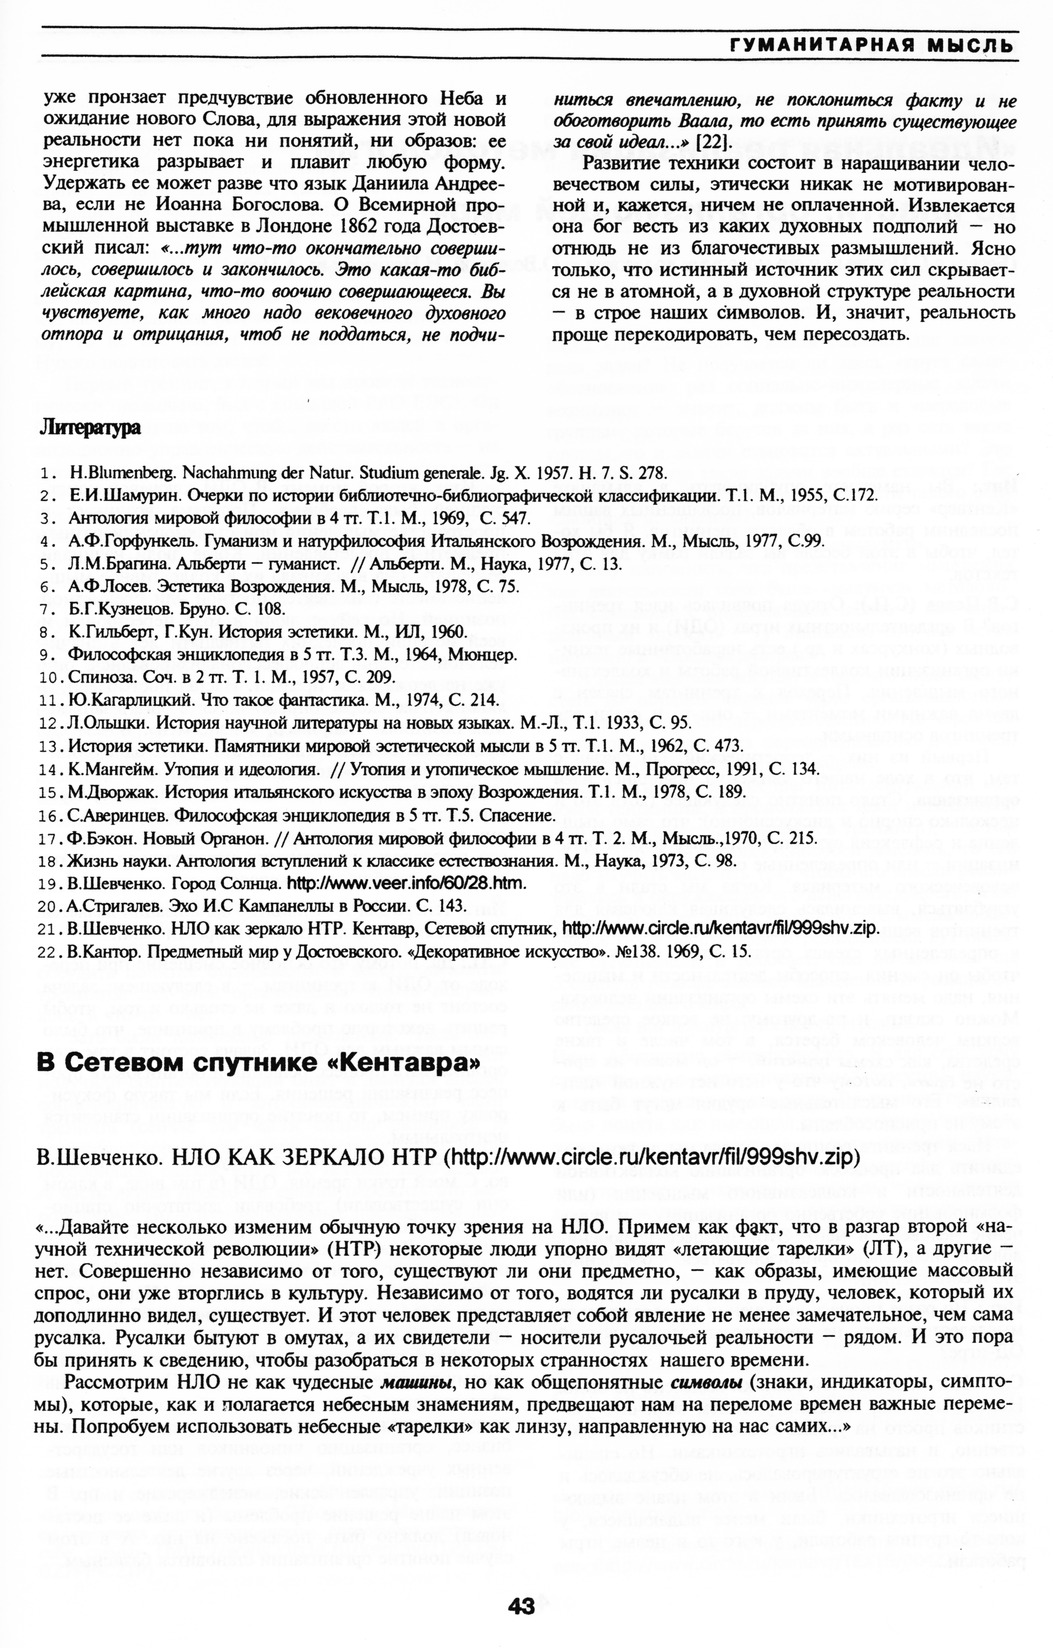 ГУМАНИТАРНАЯ МЫСЛЬ
уже пронзает предчувствие обновленного Неба и
ожидание нового Слова, для выражения этой новой
реальности нет пока ни понятий, ни образов: ее
энергетика разрывает и плавит любую форму.
Удержать ее может разве что язык Даниила Андрее-
ва, если не Иоанна Богослова. О Всемирной про-
мышленной выставке в Лондоне 1862 года Достоев-
ский писал: «...тут что-то окончательно соверши-
лось, совершилось и закончилось. Это какая-то биб-
лейская картина, что-то воочию совершающееся. Вы
чувствуете, как много надо вековечного духовного
отпора и отрицания, чтоб не поддаться, не подчи-
ниться впечатлению, не поклониться факту и не
обоготворить Ваала, то есть принять существующее
за свой идеал...» [22].
Развитие техники состоит в наращивании чело-
вечеством силы, этически никак не мотивирован-
ной и, кажется, ничем не оплаченной. Извлекается
она бог весть из каких духовных подполий — но
отнюдь не из благочестивых размышлений. Ясно
только, что истинный источник этих сил скрывает-
ся не в атомной, а в духовной структуре реальности
— в строе наших символов. И, значит, реальность
проще перекодировать, чем пересоздать.
Литература
1. H.Blumenberg. Nachahmung der Natur. Studium generale. Jg. X. 1957. H. 7. S. 278.
2. Е.И.Шамурин. Очерки по истории библиотечно-библиографической классификации. Т.1. М., 1955, С.172.
3. Антология мировой философии в 4 тт. Т.1. М., 1969, С. 547.
4. А.Ф.Горфункель. Гуманизм и натурфилософия Итальянского Возрождения. М., Мысль, 1977, С.99.
5. Л.М.Брагина. Альберти — гуманист. // Альберти. М., Наука, 1977, С. 13.
6. А.Ф.Лосев. Эстетика Возрождения. М., Мысль, 1978, С. 75.
7. Б.Г.Кузнецов. Бруно. С. 108.
8. К.Гильберт, Г.Кун. История эстетики. М., ИЛ, 1960.
9. Философская энциклопедия в 5 тт. Т.3. М., 1964, Мюнцер.
10. Спиноза. Соч. в 2 тт. Т. 1. М., 1957, С. 209.
11. Ю.Кагарлицкий. Что такое фантастика. М., 1974, С. 214.
12. Л.Ольшки. История научной литературы на новых языках. М.-Л., Т.1. 1933, С. 95.
13. История эстетики. Памятники мировой эстетической мысли в 5 тт. Т.1. М., 1962, С. 473.
14. К.Мангейм. Утопия и идеология. // Утопия и утопическое мышление. М., Прогресс, 1991, С. 134.
15. М.Дворжак. История итальянского искусства в эпоху Возрождения. Т.1. М., 1978, С. 189.
16. С.Аверинцев. Философская энциклопедия в 5 тт. Т.5. Спасение.
17. Ф.Бэкон. Новый Органон. // Антология мировой философии в 4 тт. Т. 2. М., Мысль.,1970, С. 215.
18. Жизнь науки. Антология вступлений к классике естествознания. М., Наука, 1973, С. 98.
19. В.Шевченко. Город Солнца. http://www.veer.info/60/28.htm.
20. А.Стригалев. Эхо И.С Кампанеллы в России. С. 143.
21. В.Шевченко. НЛО как зеркало НТР. Кентавр, Сетевой спутник, http://www.circle.ru/kentavr/fil/999shv.zip.
22. В.Кантор. Предметный мир у Достоевского. «Декоративное искусство». №138. 1969, С. 15.
В Сетевом спутнике «Кентавра»
В.Шевченко. НЛО КАК ЗЕРКАЛО НТР (http://www.circle.ru/kentavr/fil/999shv.zip)
«...Давайте несколько изменим обычную точку зрения на НЛО. Примем как факт, что в разгар второй «на-
учной технической революции» (НТР) некоторые люди упорно видят «летающие тарелки» (ЛТ), а другие —
нет. Совершенно независимо от того, существуют ли они предметно, — как образы, имеющие массовый
спрос, они уже вторглись в культуру. Независимо от того, водятся ли русалки в пруду, человек, который их
доподлинно видел, существует. И этот человек представляет собой явление не менее замечательное, чем сама
русалка. Русалки бытуют в омутах, а их свидетели — носители русалочьей реальности — рядом. И это пора
бы принять к сведению, чтобы разобраться в некоторых странностях нашего времени.
Рассмотрим НЛО не как чудесные машины, но как общепонятные символы (знаки, индикаторы, симпто-
мы), которые, как и полагается небесным знамениям, предвещают нам на переломе времен важные переме-
ны. Попробуем использовать небесные «тарелки» как линзу, направленную на нас самих...»
43